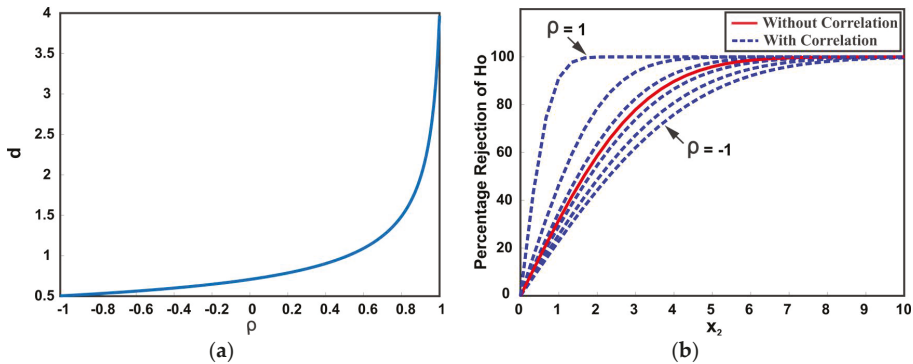 4
3.5
3
2.5
2
1.5
1
0.5
d
-1 -0.8 -0.6 -0.4 -0.2 0 0.2 0.4 0.6 0.8 1
ρ
(a)
120
100
80
60
40
20
0
Percentage Rejection of Ho
Without Correlation
With Correlation
ρ = 1
ρ = -1
0 1 2 3 4 5 6 7 8 9 10
x₂
(b)